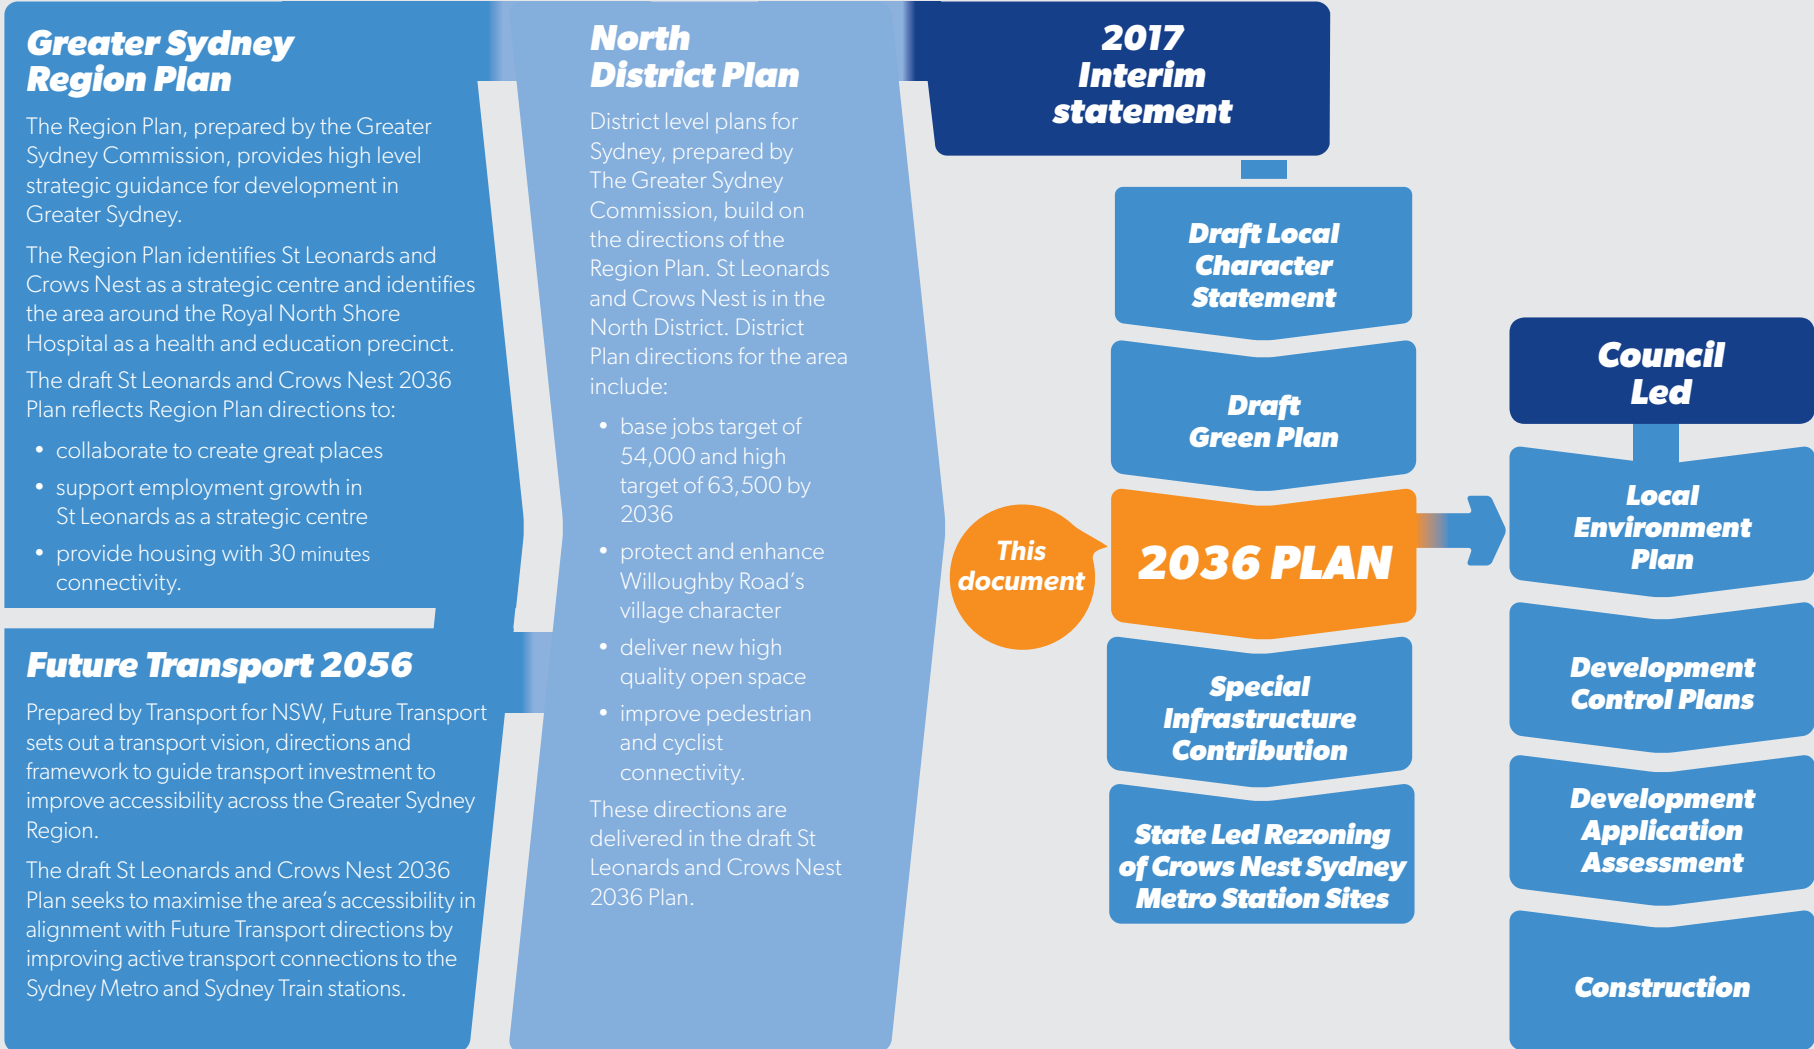 Greater Sydney
Region Plan
The Region Plan, prepared by the Greater
Sydney Commission, provides high level
strategic guidance for development in
Greater Sydney.
The Region Plan identifies St Leonards and
Crows Nest as a strategic centre and identifies
the area around the Royal North Shore
Hospital as a health and education precinct.
The draft St Leonards and Crows Nest 2036
Plan reflects Region Plan directions to:
• collaborate to create great places
• support employment growth in
St Leonards as a strategic centre
• provide housing with 30 minutes
connectivity.
Future Transport 2056
Prepared by Transport for NSW, Future Transport
sets out a transport vision, directions and
framework to guide transport investment to
improve accessibility across the Greater Sydney
Region.
The draft St Leonards and Crows Nest 2036
Plan seeks to maximise the area's accessibility in
alignment with Future Transport directions by
improving active transport connections to the
Sydney Metro and Sydney Train stations.
North
District Plan
District level plans for
Sydney, prepared by
The Greater Sydney
Commission, build on
the directions of the
Region Plan. St Leonards
and Crows Nest is in the
North District. District
Plan directions for the area
include:
• base jobs target of
54,000 and high
target of 63,500 by
2036
• protect and enhance
Willoughby Road's
village character
• deliver new high
quality open space
• improve pedestrian
and cyclist
connectivity.
These directions are
delivered in the draft St
Leonards and Crows Nest
2036 Plan.
2017
Interim
statement
Draft Local
Character
Statement
Draft
Green Plan
This
document
2036 PLAN
Special
Infrastructure
Contribution
State Led Rezoning
of Crows Nest Sydney
Metro Station Sites
Council
Led
Local
Environment
Plan
Development
Control Plans
Development
Application
Assessment
Construction